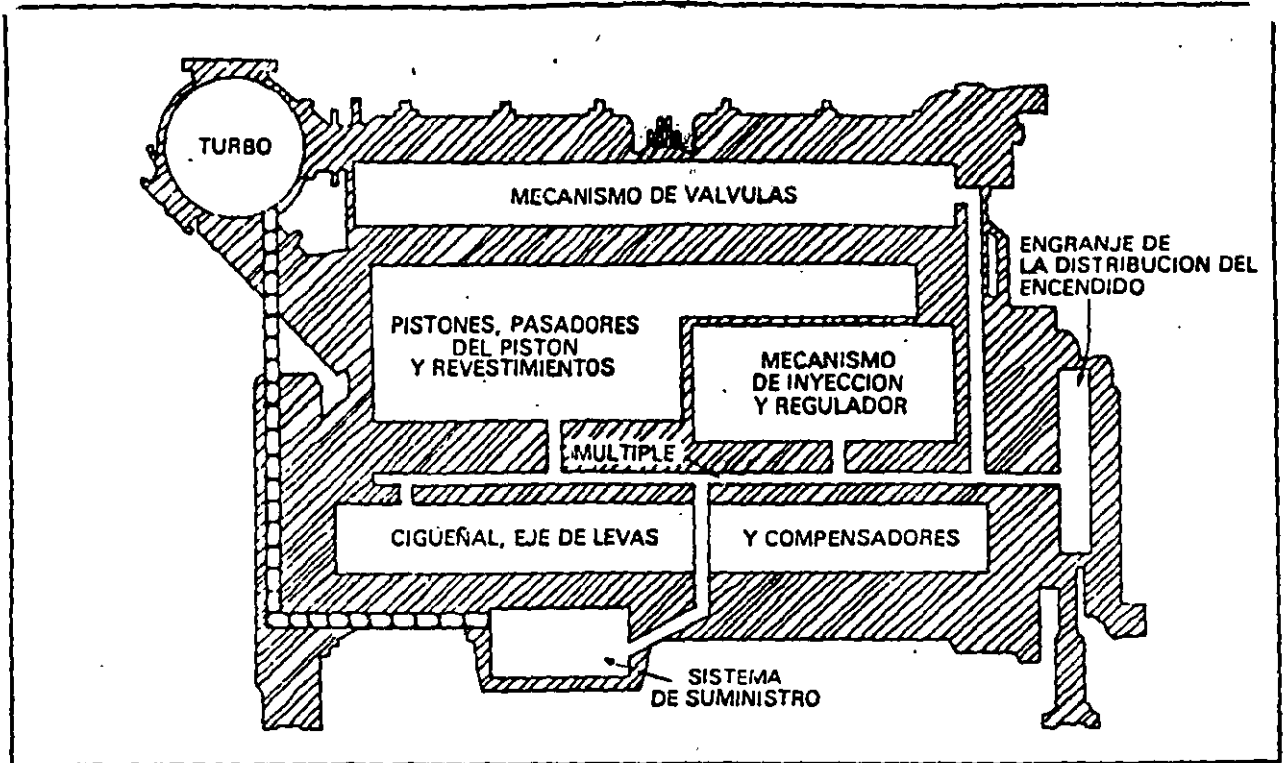 TURBO
MECANISMO DE VALVULAS
ENGRANJE DE
LA DISTRIBUCION DEL
ENCENDIDO
PISTONES, PASADORES
DEL PISTON
Y REVESTIMIENTOS
MECANISMO
DE INYECCION
Y REGULADOR
MULTIPLE
CIGÜEÑAL, EJE DE LEVAS
Y COMPENSADORES
SISTEMA
DE SUMINISTRO